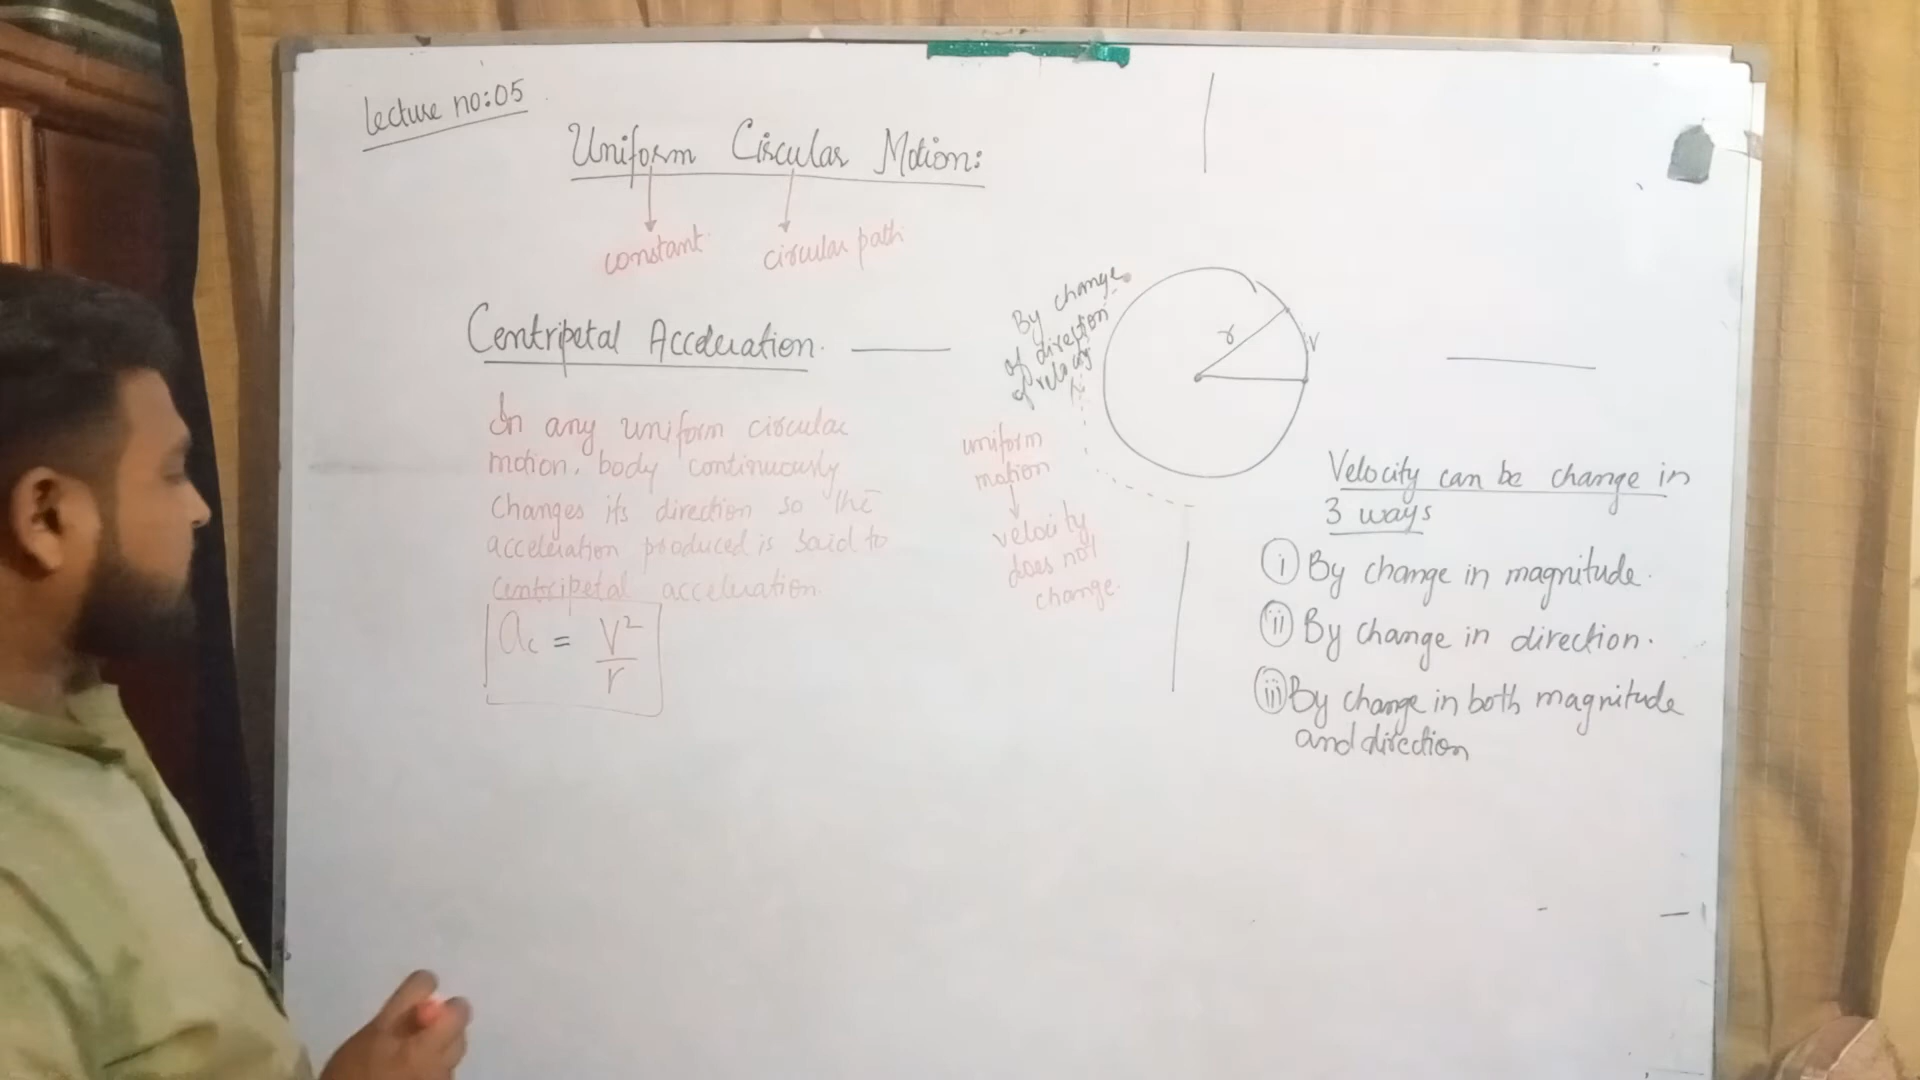 Lecture no:05
Uniform Circular Motion:
constant
circular path
Centripetal Acceleration.
In any uniform circular
motion, body continuously
changes its direction so the
acceleration produced is said to
centripetal acceleration.
ac = V²/r
By change
of direction
of velocity
r
V
uniform
motion
velocity
does not
change.
Velocity can be change in
3 ways
(i) By change in magnitude.
(ii) By change in direction.
(iii) By change in both magnitude
and direction